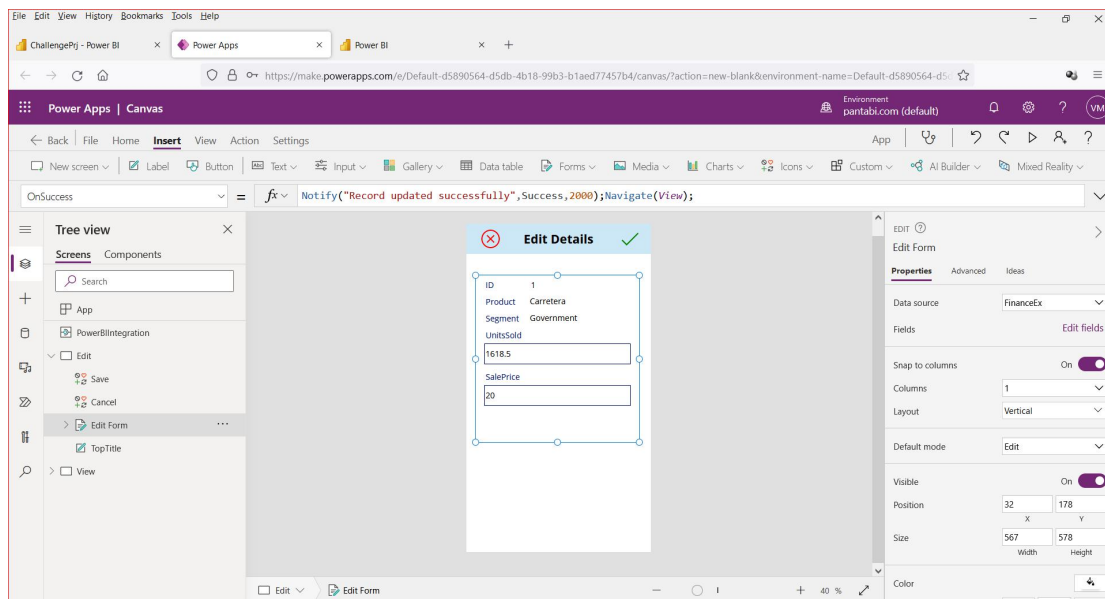 File Edit View History Bookmarks Tools Help
ChallengePrj - Power BI
Power Apps
Power BI
https://make.powerapps.com/e/Default-d5890564-d5db-4b18-99b3-b1aed77457b4/canvas/?action=new-blank&environment-name=Default-d5890564-d5
Power Apps | Canvas
Environment
pantabi.com (default)
VM
Back File Home Insert View Action Settings
App
New screen Label Button Text Input Gallery Data table Forms Media Charts Icons Custom AI Builder Mixed Reality
OnSuccess
= fx Notify("Record updated successfully",Success,2000);Navigate(View);
Tree view
Screens Components
Search
App
PowerBIIntegration
Edit
Save
Cancel
Edit Form
TopTitle
View
Edit Details
ID 1
Product Carretera
Segment Government
UnitsSold
1618.5
SalePrice
20
EDIT
Edit Form
Properties Advanced Ideas
Data source FinanceEx
Fields Edit fields
Snap to columns On
Columns 1
Layout Vertical
Default mode Edit
Visible On
Position 32 178
X Y
Size 567 578
Width Height
Color
Edit Edit Form
40 %